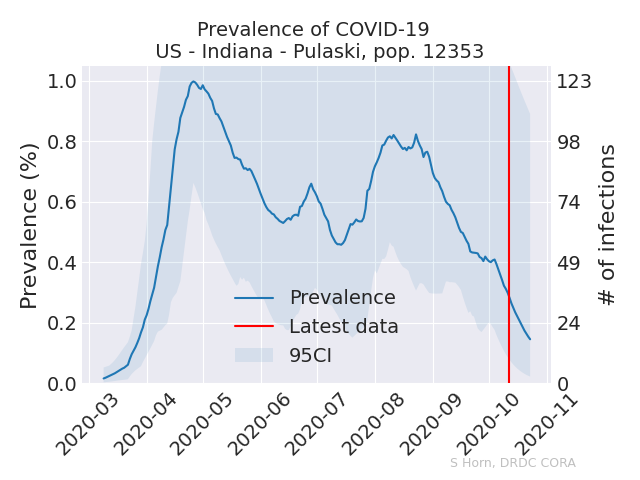 Prevalence of COVID-19
US - Indiana - Pulaski, pop. 12353
Prevalence (%)
1.0
0.8
0.6
0.4
0.2
0.0
123
98
74
49
24
0
# of infections
Prevalence
Latest data
95CI
2020-03
2020-04
2020-05
2020-06
2020-07
2020-08
2020-09
2020-10
2020-11
S Horn, DRDC CORA